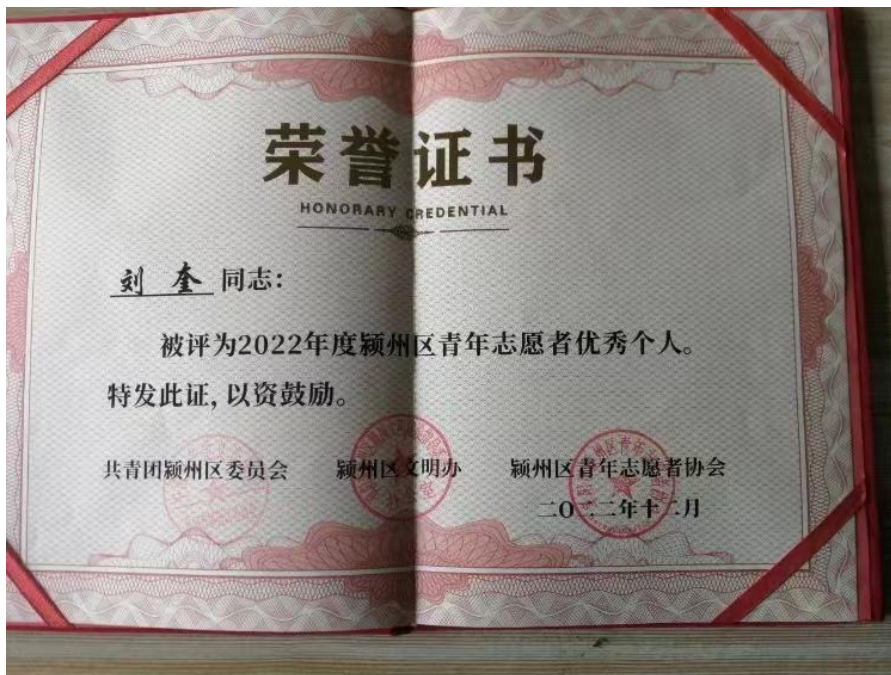 荣誉证书
HONORARY CREDENTIAL
刘 奎 同志：
被评为2022年度颍州区青年志愿者优秀个人。
特发此证，以资鼓励。
共青团颍州区委员会 颍州区文明办 颍州区青年志愿者协会
二〇二二年十二月